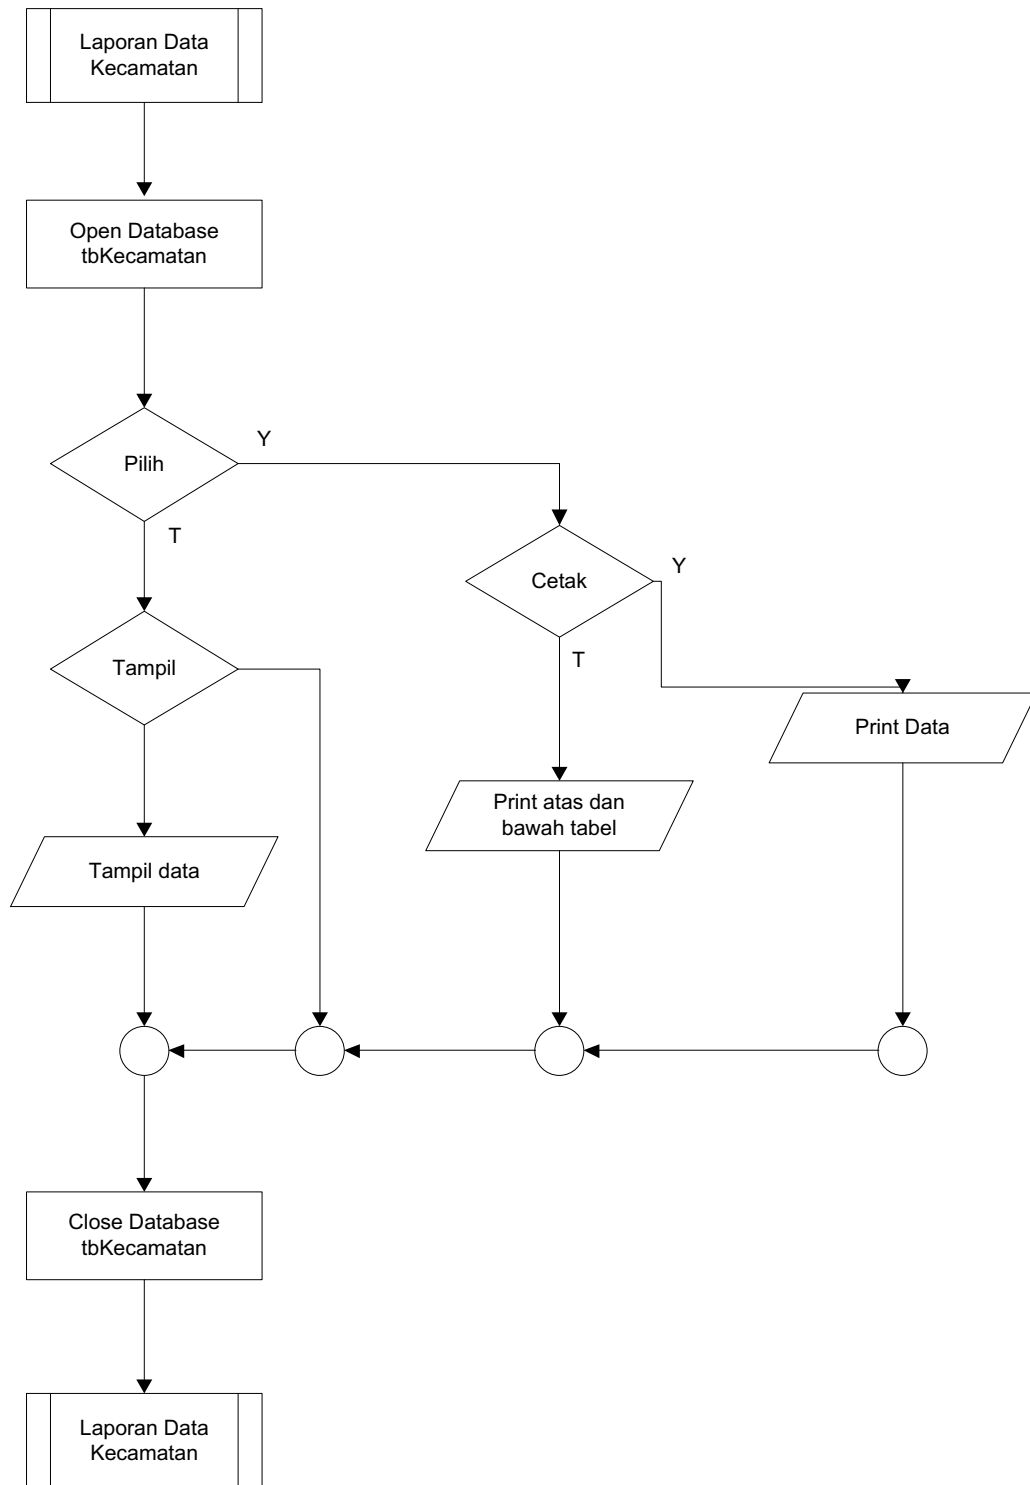 Laporan Data
Kecamatan
Open Database
tbKecamatan
Pilih
Y
T
Cetak
Y
T
Tampil
Print Data
Print atas dan
bawah tabel
Tampil data
Close Database
tbKecamatan
Laporan Data
Kecamatan